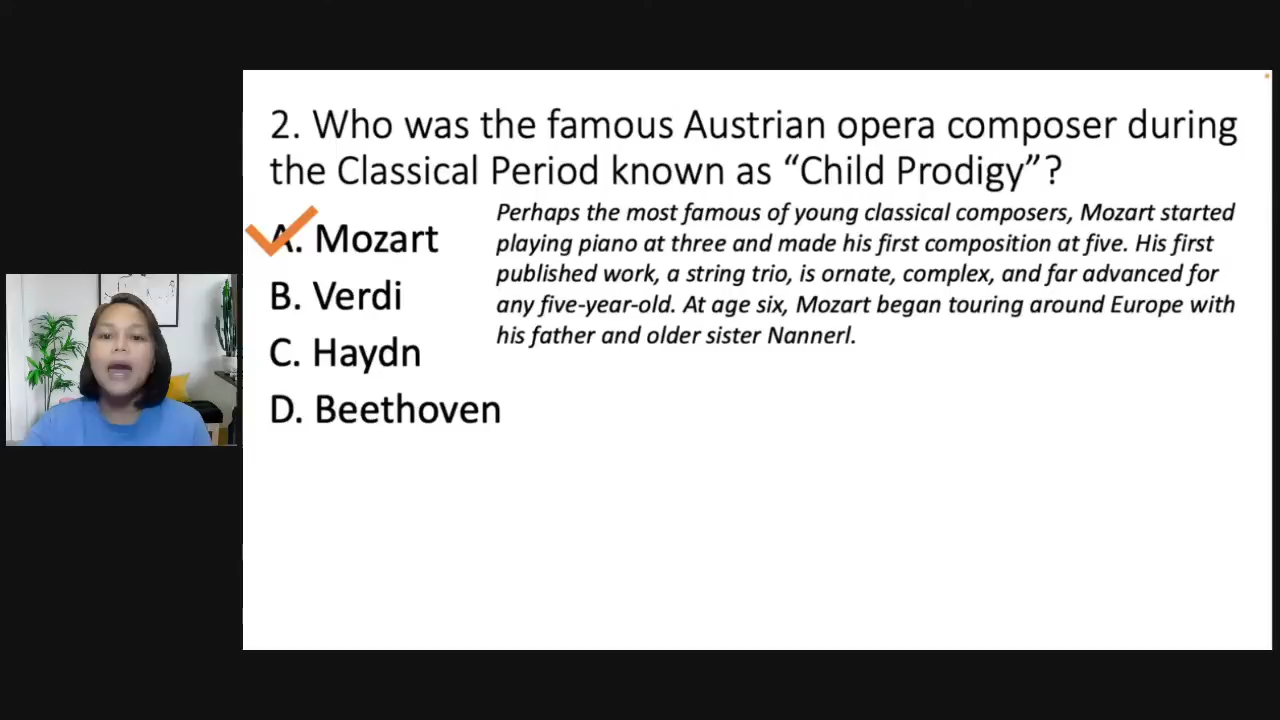 2. Who was the famous Austrian opera composer during
the Classical Period known as “Child Prodigy”?
A. Mozart
B. Verdi
C. Haydn
D. Beethoven
Perhaps the most famous of young classical composers, Mozart started
playing piano at three and made his first composition at five. His first
published work, a string trio, is ornate, complex, and far advanced for
any five-year-old. At age six, Mozart began touring around Europe with
his father and older sister Nannerl.